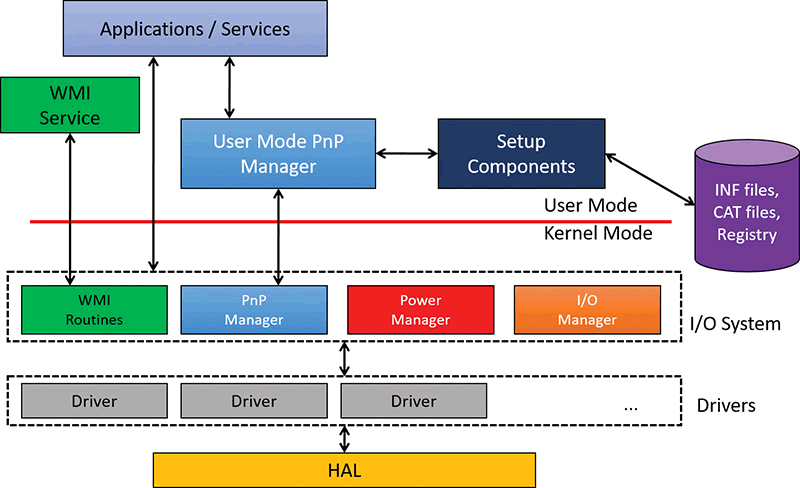 Applications / Services
WMI
Service
User Mode PnP
Manager
Setup
Components
INF files,
CAT files,
Registry
User Mode
Kernel Mode
WMI
Routines
PnP
Manager
Power
Manager
I/O
Manager
I/O System
Driver
Driver
Driver
...
Drivers
HAL